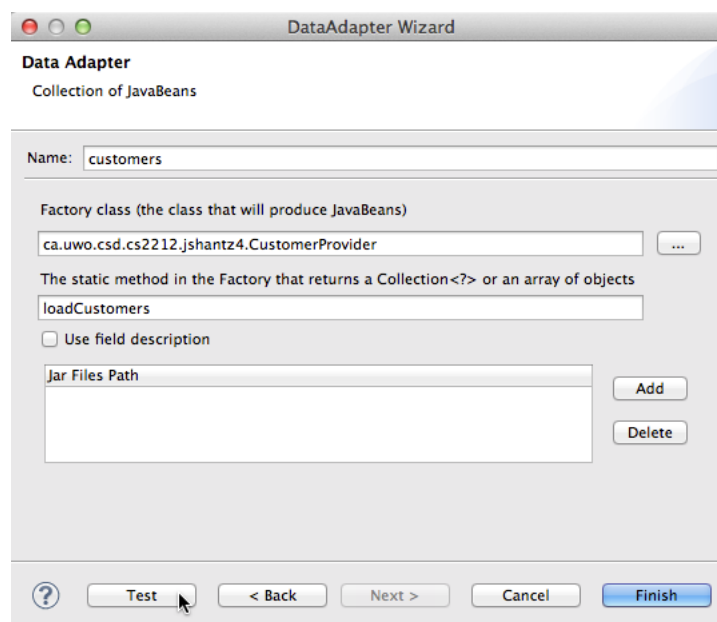 DataAdapter Wizard
Data Adapter
Collection of JavaBeans
Name: customers
Factory class (the class that will produce JavaBeans)
ca.uwo.csd.cs2212.jshantz4.CustomerProvider ...
The static method in the Factory that returns a Collection<?> or an array of objects
loadCustomers
Use field description
Jar Files Path
Add
Delete
? Test < Back Next > Cancel Finish